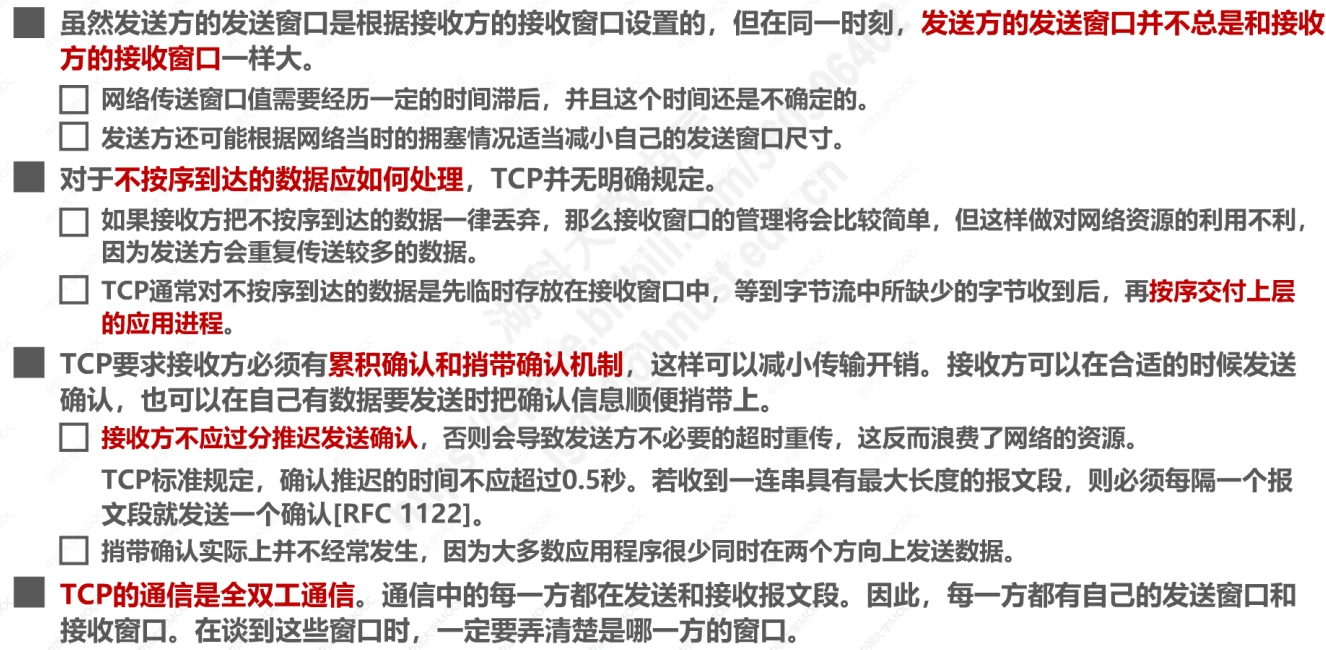 虽然发送方的发送窗口是根据接收方的接收窗口设置的，但在同一时刻，发送方的发送窗口并不总是和接收
方的接收窗口一样大。
网络传送窗口值需要经历一定的时间滞后，并且这个时间还是不确定的。
发送方还可能根据网络当时的拥塞情况适当减小自己的发送窗口尺寸。
对于不按序到达的数据应如何处理，TCP并无明确规定。
如果接收方把不按序到达的数据一律丢弃，那么接收窗口的管理将会比较简单，但这样做对网络资源的利用不利，
因为发送方会重复传送较多的数据。
TCP通常对不按序到达的数据是先临时存放在接收窗口中，等到字节流中所缺少的字节收到后，再按序交付上层
的应用进程。
TCP要求接收方必须有累积确认和捎带确认机制，这样可以减小传输开销。接收方可以在合适的时候发送
确认，也可以在自己有数据要发送时把确认信息顺便捎带上。
接收方不应过分推迟发送确认，否则会导致发送方不必要的超时重传，这反而浪费了网络的资源。
TCP标准规定，确认推迟的时间不应超过0.5秒。若收到一连串具有最大长度的报文段，则必须每隔一个报
文段就发送一个确认[RFC 1122]。
捎带确认实际上并不经常发生，因为大多数应用程序很少同时在两个方向上发送数据。
TCP的通信是全双工通信。通信中的每一方都在发送和接收报文段。因此，每一方都有自己的发送窗口和
接收窗口。在谈到这些窗口时，一定要弄清楚是哪一方的窗口。